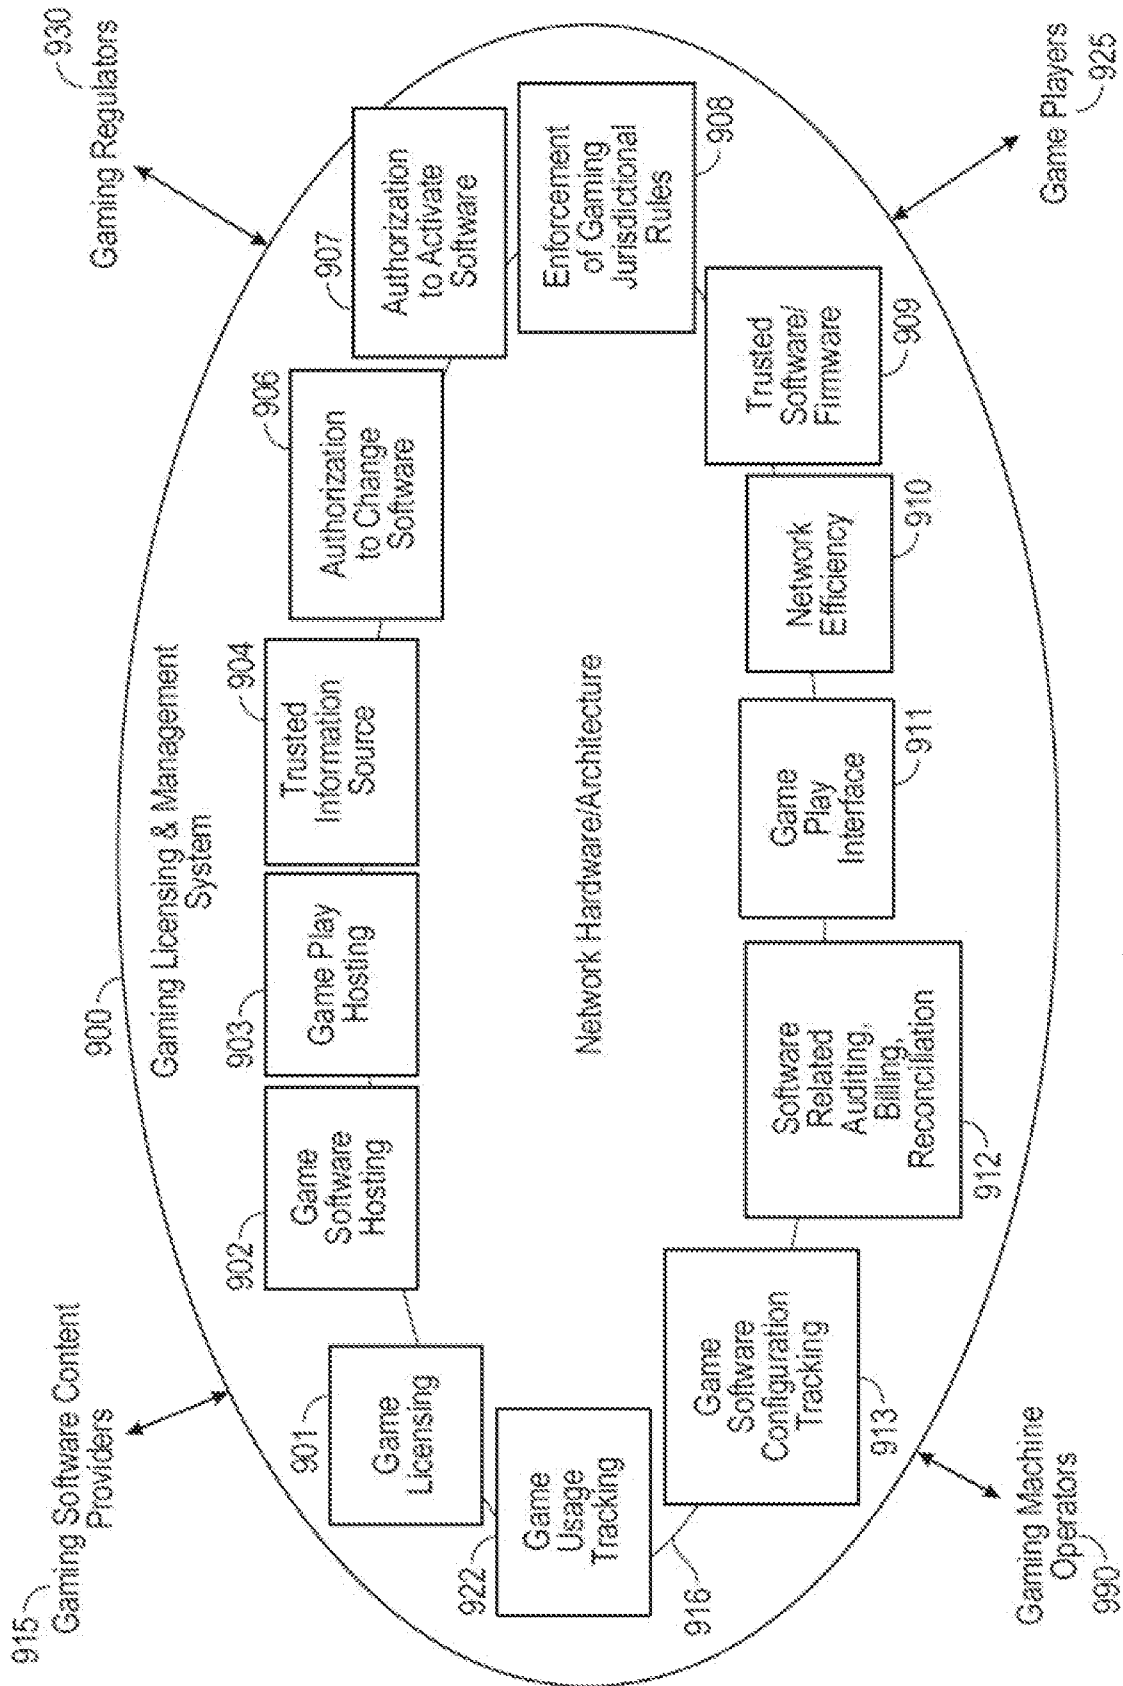 915
Gaming Software Content
Providers
900
Gaming Licensing & Management
System
930
Gaming Regulators
901
Game
Licensing
902
Game
Software
Hosting
903
Game Play
Hosting
904
Trusted
Information
Source
906
Authorization
to Change
Software
907
Authorization
to Activate
Software
922
Game
Usage
Tracking
Network Hardware/Architecture
Enforcement
of Gaming
Jurisdictional
Rules
908
916
Game
Software
Configuration
Tracking
913
Software
Related
Auditing,
Billing,
Reconciliation
912
Game
Play
Interface
911
Network
Efficiency
910
Trusted
Software/
Firmware
909
Gaming Machine
Operators
990
Game Players
925